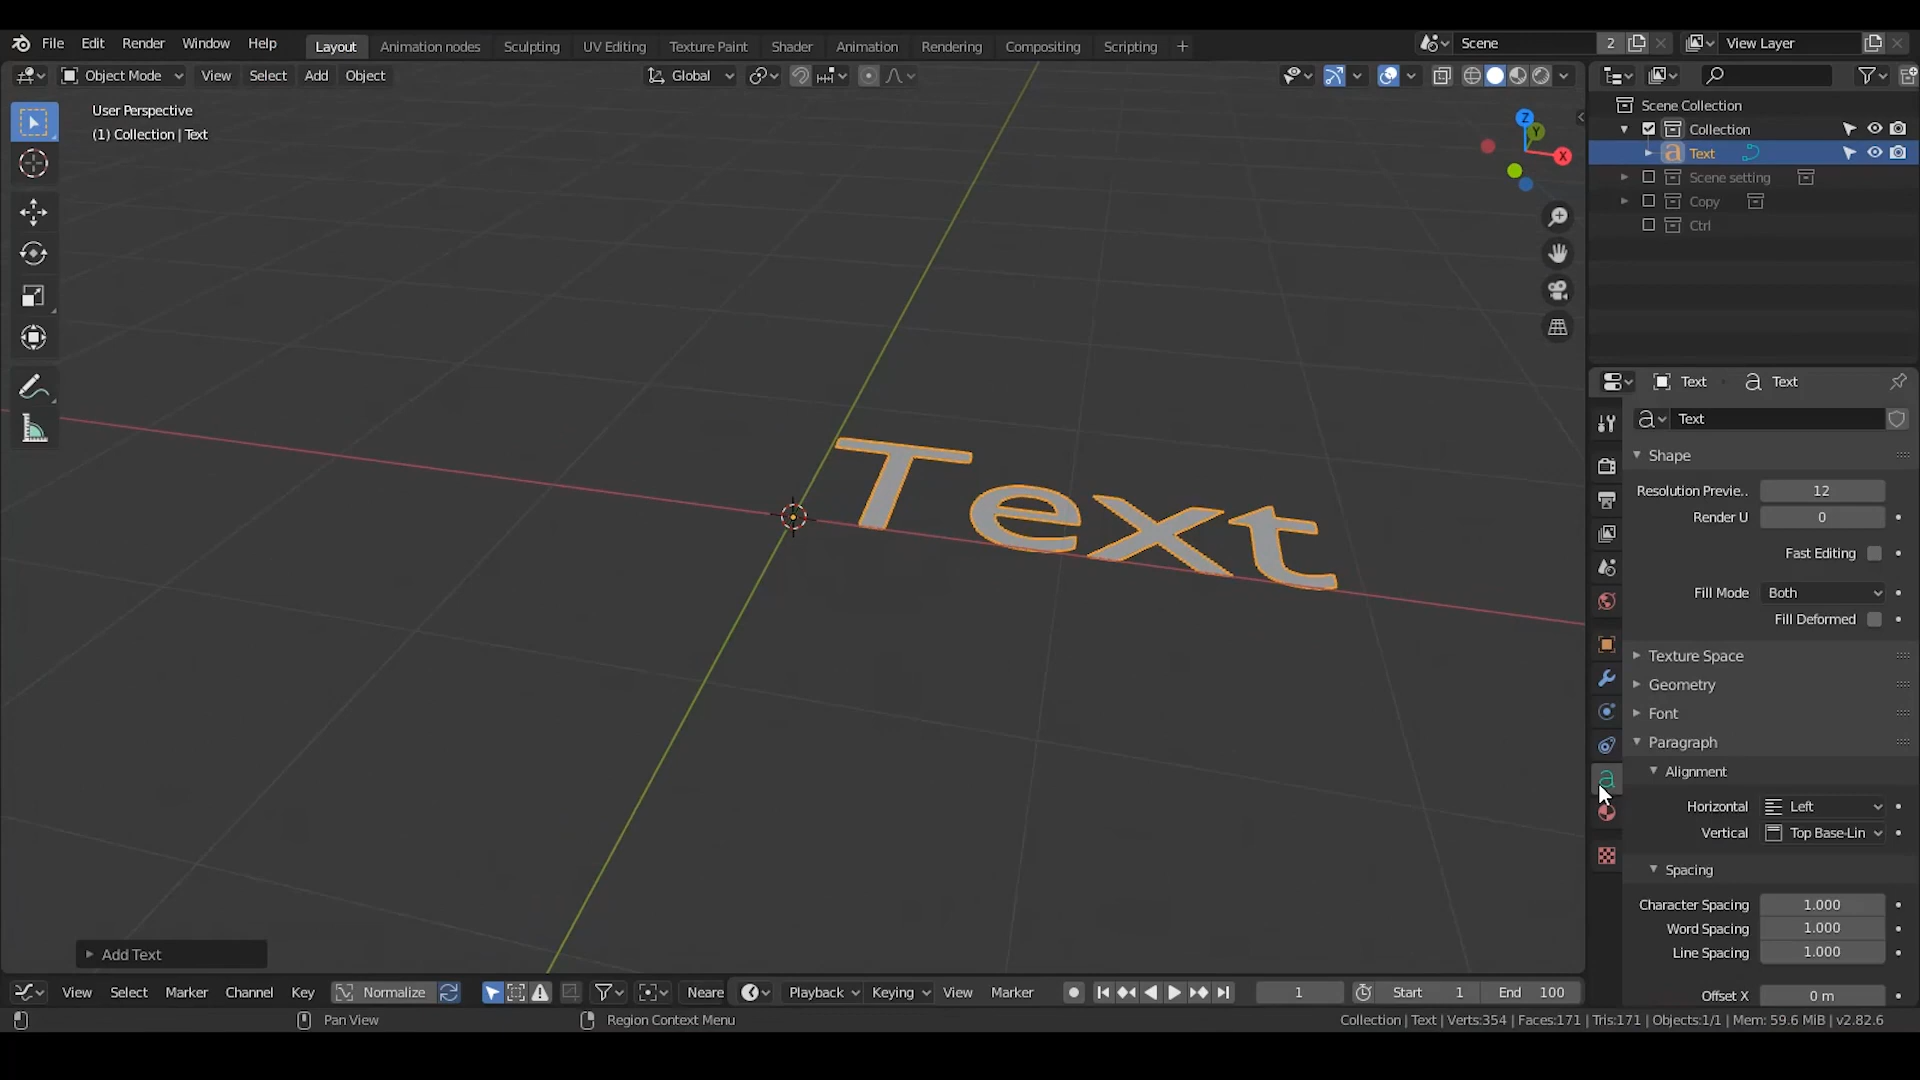 File Edit Render Window Help Layout Animation nodes Sculpting UV Editing Texture Paint Shader Animation Rendering Compositing Scripting + Scene 2 View Layer
Object Mode View Select Add Object Global
User Perspective
(1) Collection | Text
Z
Y
X
Text
Add Text
Scene Collection
Collection
Text
Scene setting
Copy
Ctrl
Text Text
Text
Shape
Resolution Previe.. 12
Render U 0
Fast Editing
Fill Mode Both
Fill Deformed
Texture Space
Geometry
Font
Paragraph
Alignment
Horizontal Left
Vertical Top Base-Lin
Spacing
Character Spacing 1.000
Word Spacing 1.000
Line Spacing 1.000
Offset X 0 m
View Select Marker Channel Key Normalize Neare Playback Keying View Marker 1 Start 1 End 100
Pan View Region Context Menu Collection | Text | Verts:354 | Faces:171 | Tris:171 | Objects:1/1 | Mem: 59.6 MiB | v2.82.6